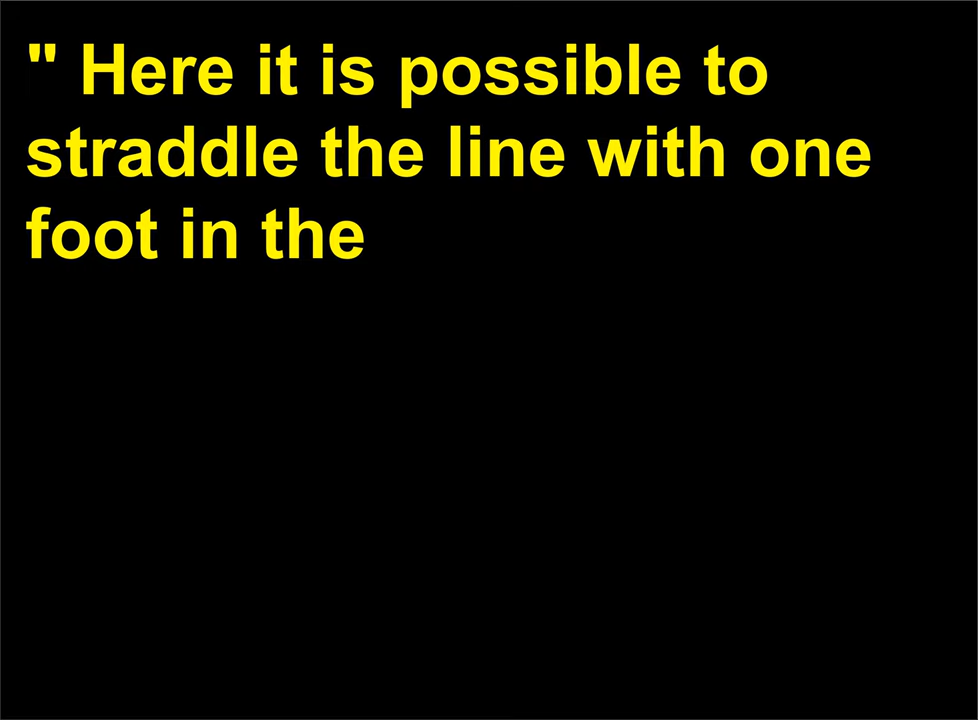 " Here it is possible to
straddle the line with one
foot in the